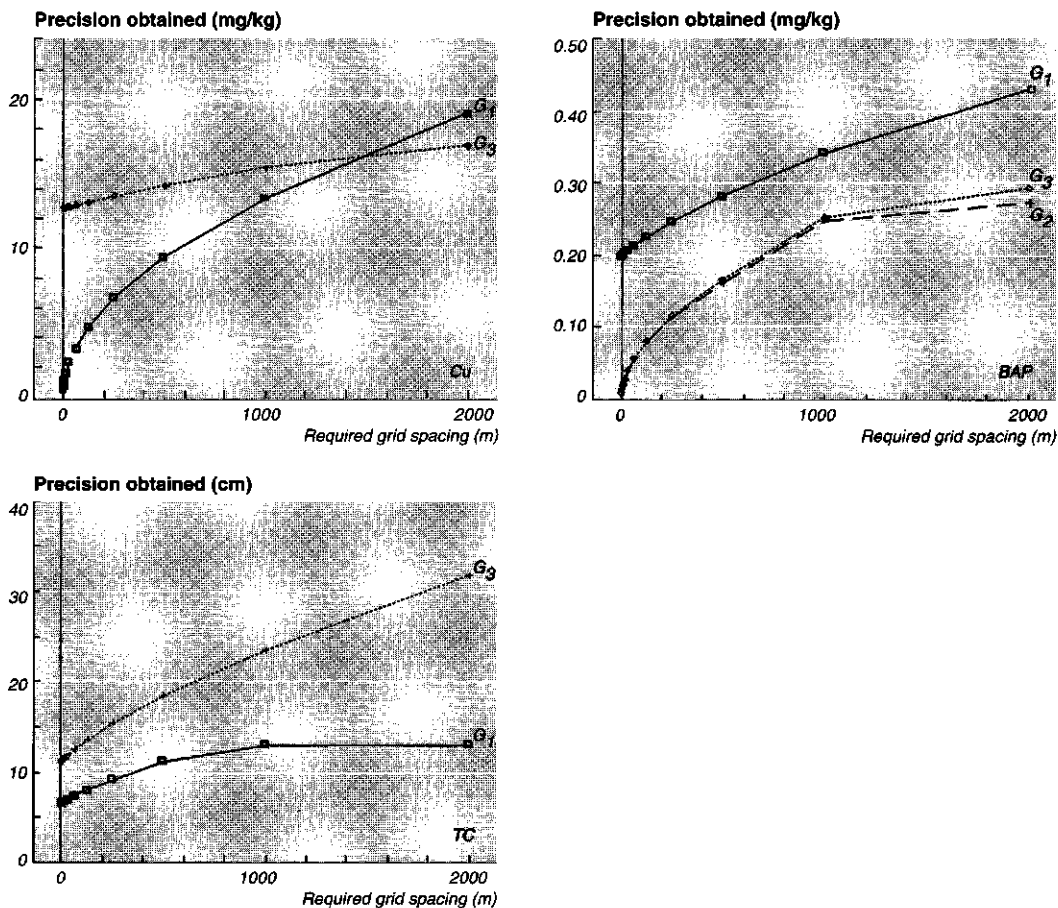 Precision obtained (mg/kg)
20
10
0
G1
G3
Cu
0 1000 2000
Required grid spacing (m)
Precision obtained (mg/kg)
0.50
0.40
0.30
0.20
0.10
0
G1
G3
G2
BAP
0 1000 2000
Required grid spacing (m)
Precision obtained (cm)
40
30
20
10
0
G3
G1
TC
0 1000 2000
Required grid spacing (m)